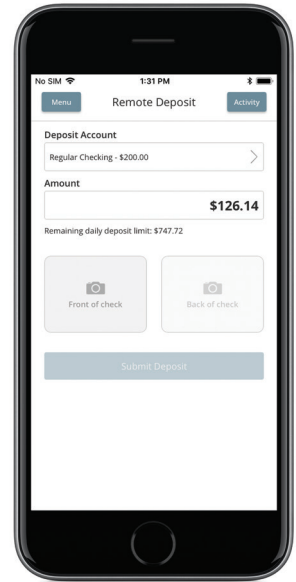 No SIM 1:31 PM
Menu Remote Deposit Activity
Deposit Account
Regular Checking - $200.00
Amount
$126.14
Remaining daily deposit limit: $747.72
Front of check Back of check
Submit Deposit